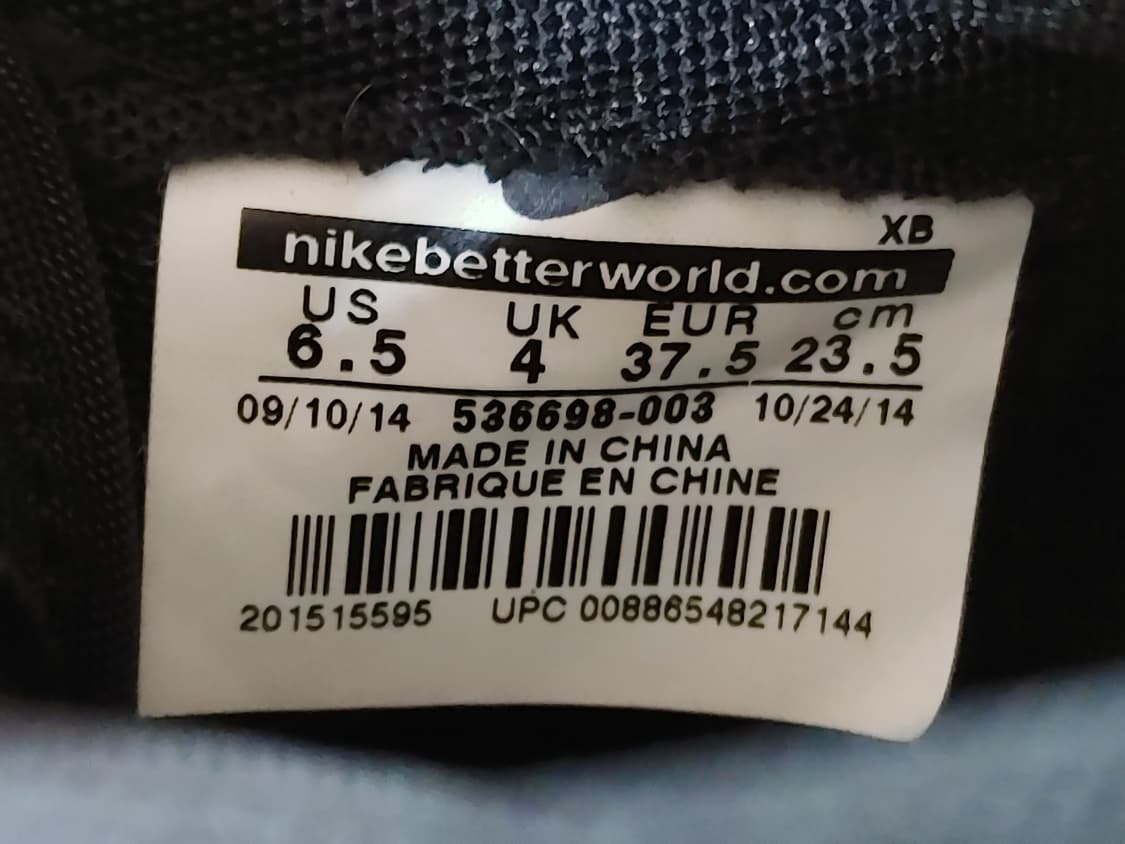 XB
nikebetterworld.com
US UK EUR cm
6.5 4 37.5 23.5
09/10/14 536698-003 10/24/14
MADE IN CHINA
FABRIQUE EN CHINE
201515595 UPC 00886548217144